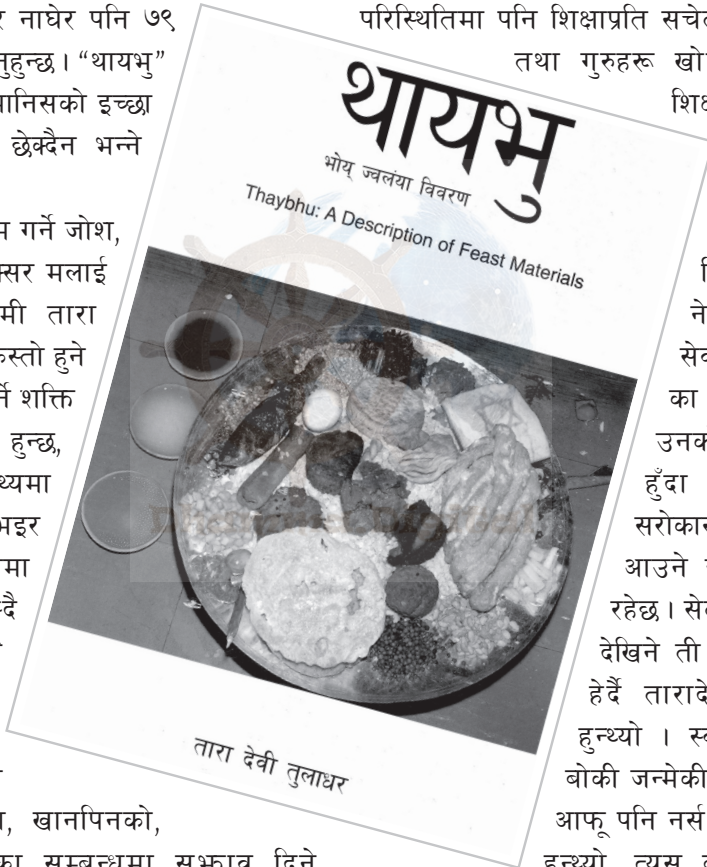 र नाघेर पनि ७९
नुहुन्छ । “थायभु”
मानिसको इच्छा
छेक्दैन भन्ने
गर्ने जोश,
मलाई
मी तारा
कस्तो हुने
र्ने शक्ति
हुन्छ,
थ्यमा
भइर
मा
दै
खानपिनको,
सम्बन्धमा सुझाव दिने
थायभु
भोय् ज्वलंया विवरण
Thaybhu: A Description of Feast Materials
तारा देवी तुलाधर
परिस्थितिमा पनि शिक्षाप्रति सचे
तथा गुरुहरू खो
शिक्ष
ने
सेव
का
उनक
हुँदा
सरोकार
आउने
रहेछ । सेव
देखिने ती
हेर्दै तारादे
हुन्थ्यो । स्व
बोकी जन्मेकी
आफू पनि नर्स
हुन्थ्यो त्यस